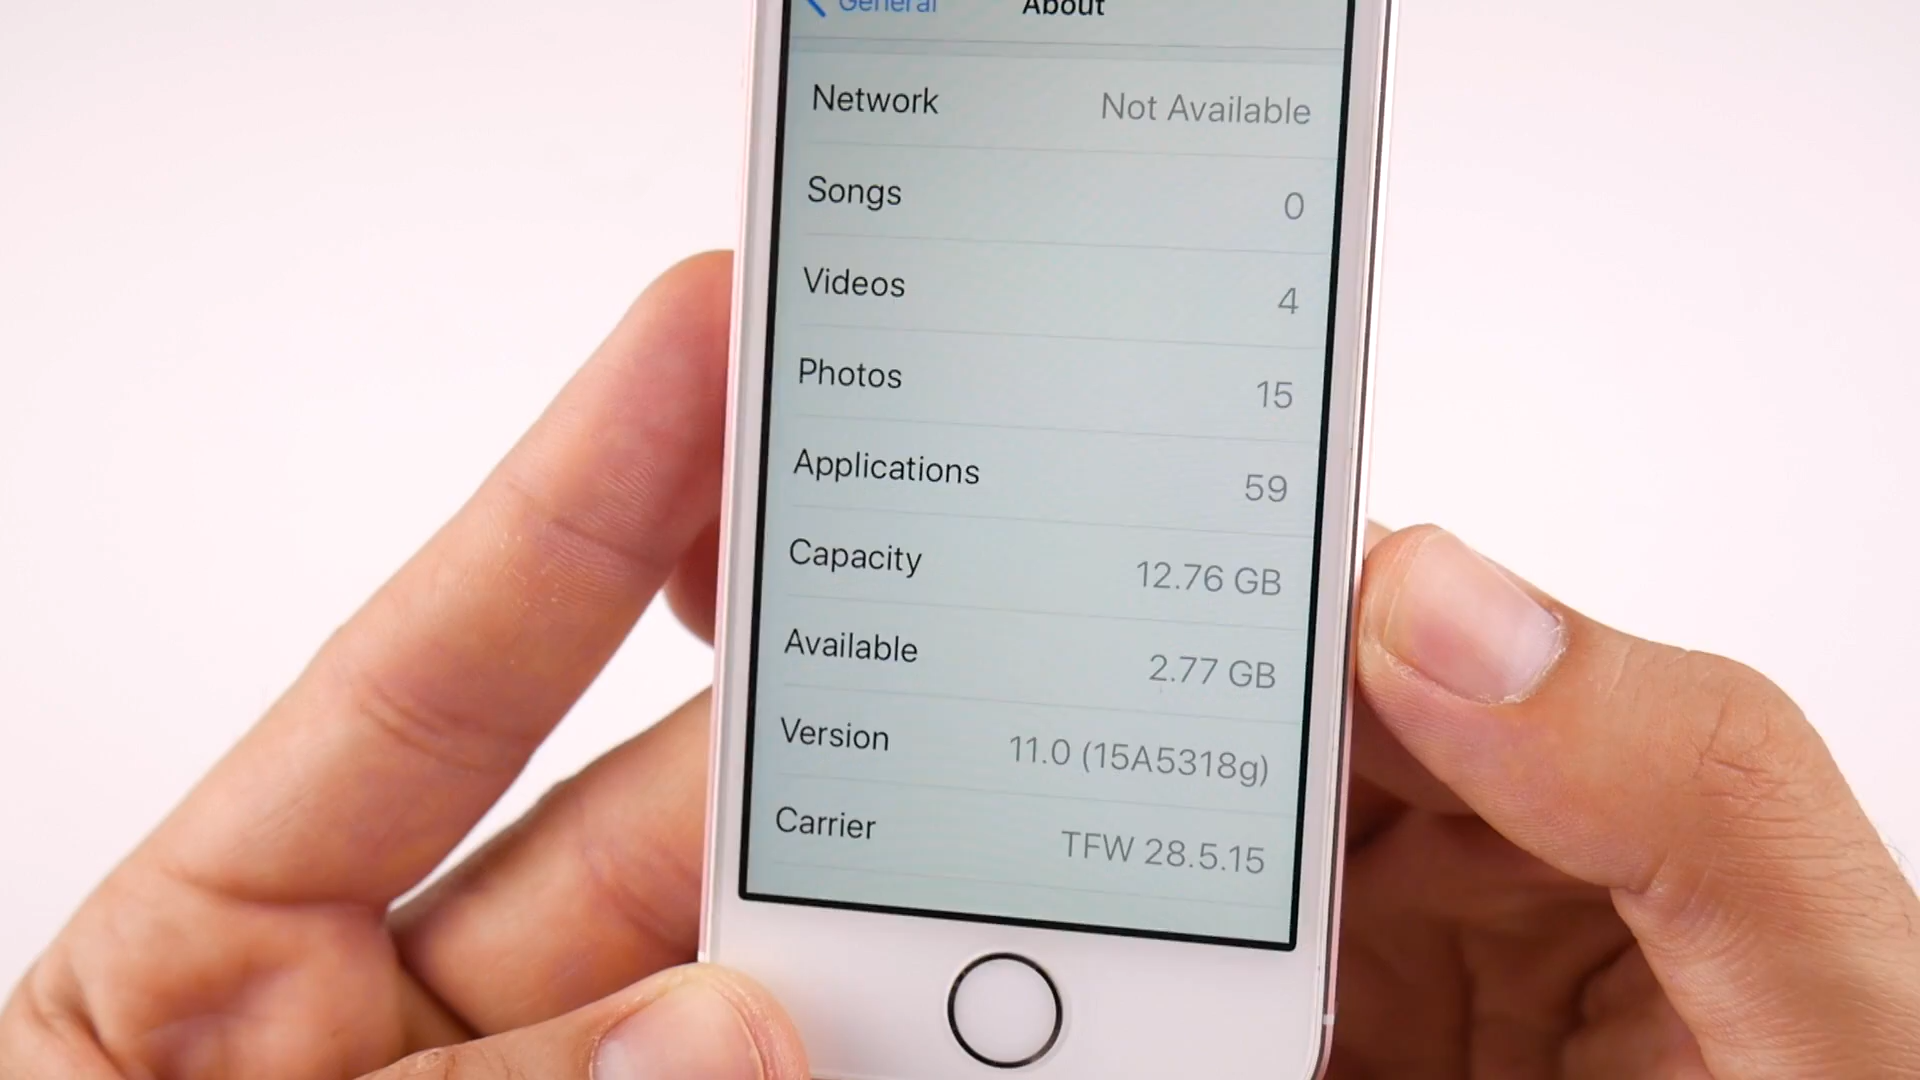 General About
Network Not Available
Songs 0
Videos 4
Photos 15
Applications 59
Capacity 12.76 GB
Available 2.77 GB
Version 11.0 (15A5318g)
Carrier TFW 28.5.15